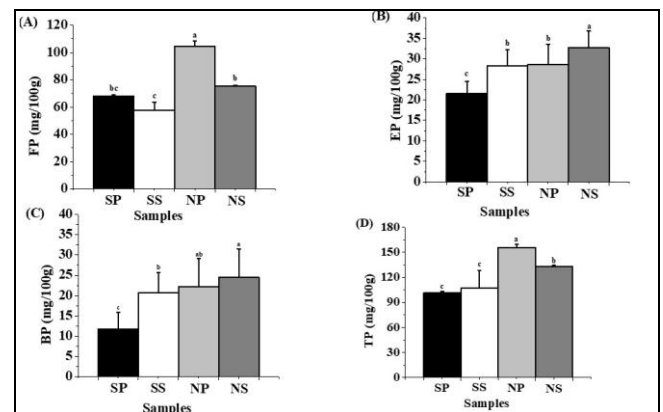 (A)
120
100
80
60
40
20
0
FP (mg/100g)
bc
c
a
b
SP SS NP NS
Samples
(B)
40
35
30
25
20
15
10
5
0
EP (mg/100g)
c
b
b
a
SP SS NP NS
Samples
(C)
40
35
30
25
20
15
10
5
0
BP (mg/100g)
c
b
ab
a
SP SS NP NS
Samples
(D)
180
150
120
90
60
30
0
TP (mg/100g)
c
c
a
b
SP SS NP NS
Samples